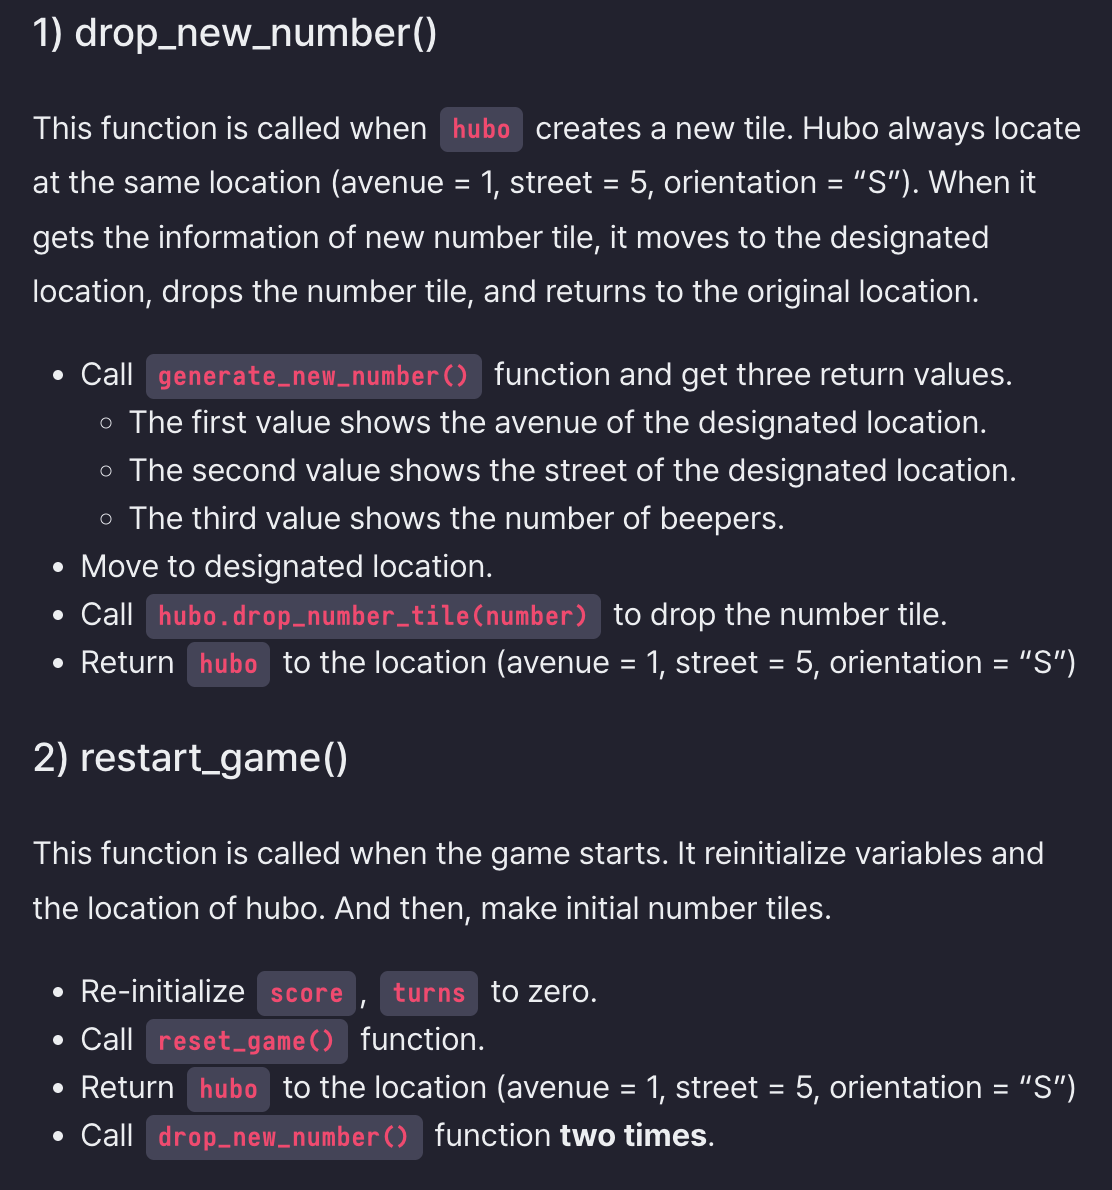 1) drop_new_number()
This function is called when hubo creates a new tile. Hubo always locate
at the same location (avenue = 1, street = 5, orientation = “S”). When it
gets the information of new number tile, it moves to the designated
location, drops the number tile, and returns to the original location.
• Call generate_new_number() function and get three return values.
◦ The first value shows the avenue of the designated location.
◦ The second value shows the street of the designated location.
◦ The third value shows the number of beepers.
• Move to designated location.
• Call hubo.drop_number_tile(number) to drop the number tile.
• Return hubo to the location (avenue = 1, street = 5, orientation = “S”)
2) restart_game()
This function is called when the game starts. It reinitialize variables and
the location of hubo. And then, make initial number tiles.
• Re-initialize score, turns to zero.
• Call reset_game() function.
• Return hubo to the location (avenue = 1, street = 5, orientation = “S”)
• Call drop_new_number() function two times.